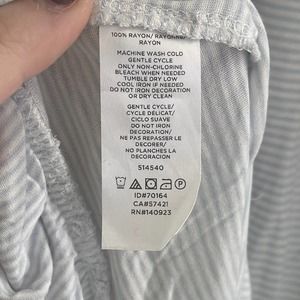 100% RAYON/ RAYONNE/
RAYON
MACHINE WASH COLD
GENTLE CYCLE
ONLY NON-CHLORINE
BLEACH WHEN NEEDED
TUMBLE DRY LOW
COOL IRON IF NEEDED
DO NOT IRON DECORATION
OR DRY CLEAN
GENTLE CYCLE/
CYCLE DELICAT/
CICLO SUAVE
DO NOT IRON
DECORATION/
NE PAS REPASSER LE
DECORER/
NO PLANCHES LA
DECORACION
514540
ID#70164
CA#57421
RN#140923